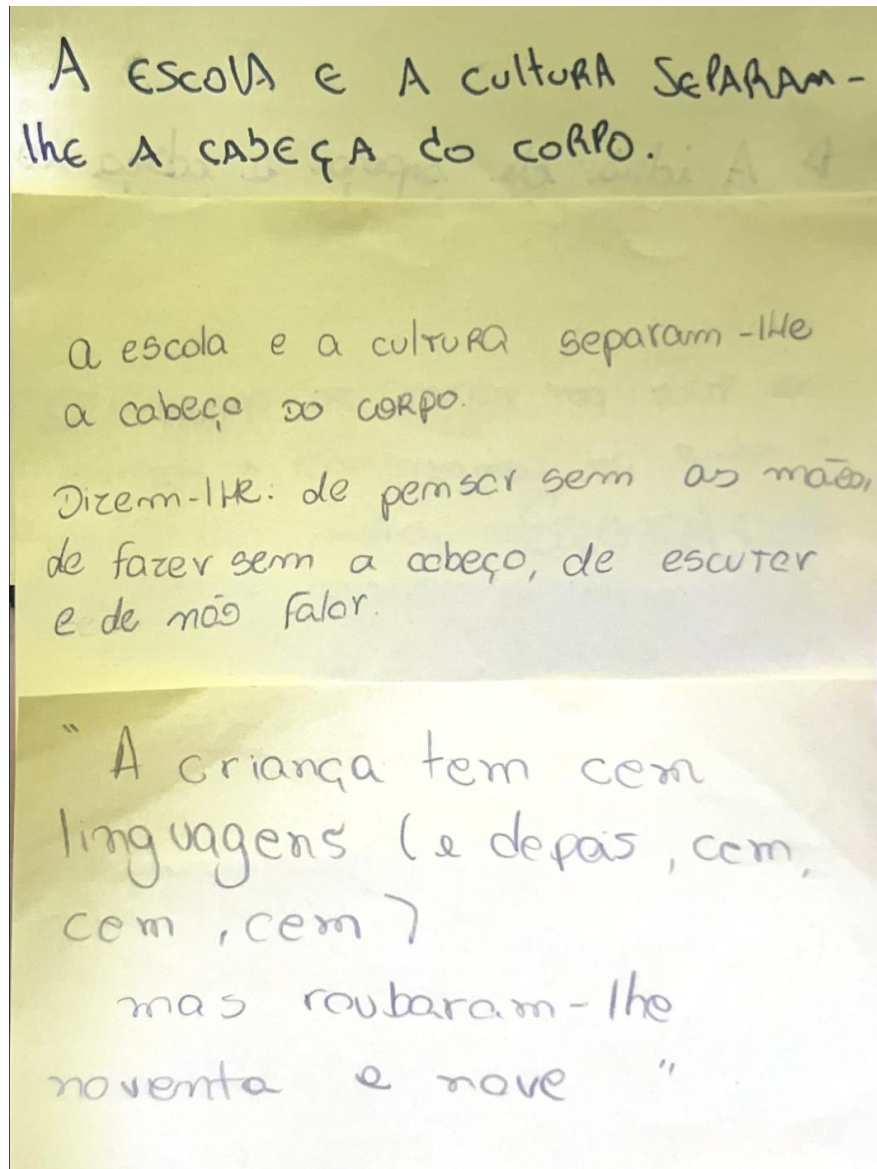 A ESCOLA E A CULTURA SEPARAM-
lhE A CABEÇA do CORPO.
a escola e a cultura separam-lHe
a cabeça DO CORPO.
Dizem-lHe: de pensar sem as mãos,
de fazer sem a cabeça, de escutar
e de não falar.
"A criança tem cem
linguagens (e depois, cem,
cem, cem)
mas roubaram-lhe
noventa e nove"